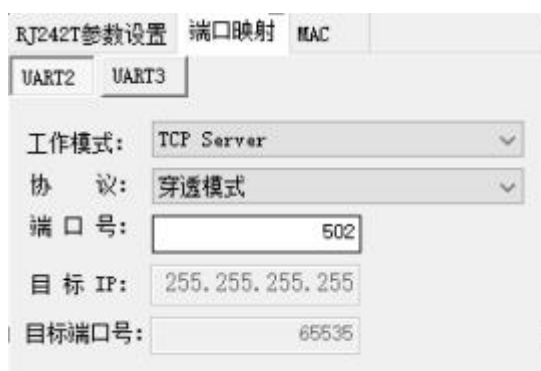 RJ242T参数设置 端口映射 MAC
UART2 UART3
工作模式: TCP Server
协 议: 穿透模式
端 口 号: 502
目 标 IP: 255.255.255.255
目标端口号: 65535